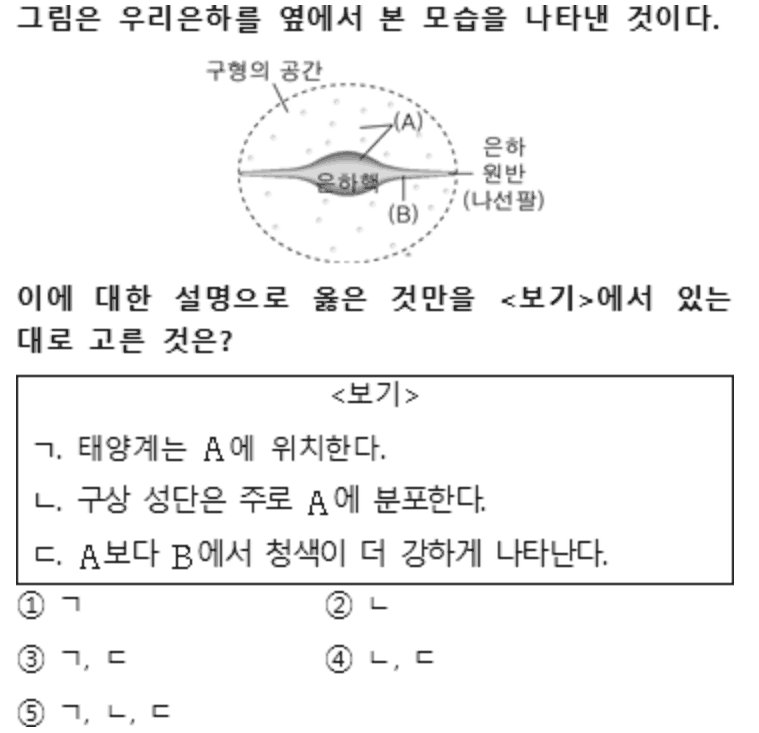 그림은 우리은하를 옆에서 본 모습을 나타낸 것이다.
구형의 공간
(A)
은하
은하핵
원반
(B)
(나선팔)
이에 대한 설명으로 옳은 것만을 <보기>에서 있는
대로 고른 것은?
<보기>
ㄱ. 태양계는 A에 위치한다.
ㄴ. 구상 성단은 주로 A에 분포한다.
ㄷ. A보다 B에서 청색이 더 강하게 나타난다.
① ㄱ ② ㄴ
③ ㄱ, ㄷ ④ ㄴ, ㄷ
⑤ ㄱ, ㄴ, ㄷ